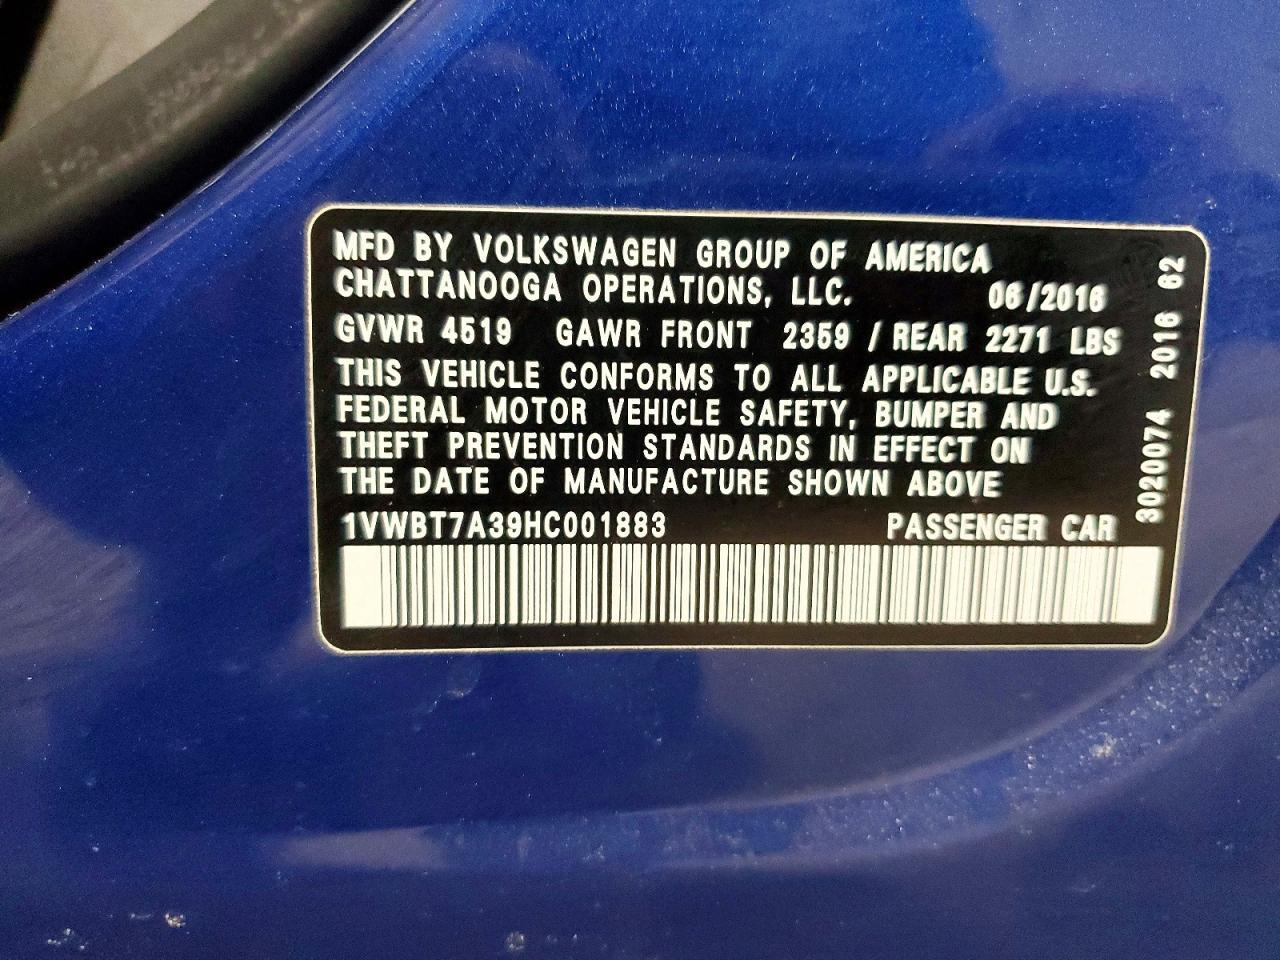 MFD BY VOLKSWAGEN GROUP OF AMERICA
CHATTANOOGA OPERATIONS, LLC. 06/2016
GVWR 4519 GAWR FRONT 2359 / REAR 2271 LBS
THIS VEHICLE CONFORMS TO ALL APPLICABLE U.S.
FEDERAL MOTOR VEHICLE SAFETY, BUMPER AND
THEFT PREVENTION STANDARDS IN EFFECT ON
THE DATE OF MANUFACTURE SHOWN ABOVE
1VWBT7A39HC001883 PASSENGER CAR
3020074 2016 62